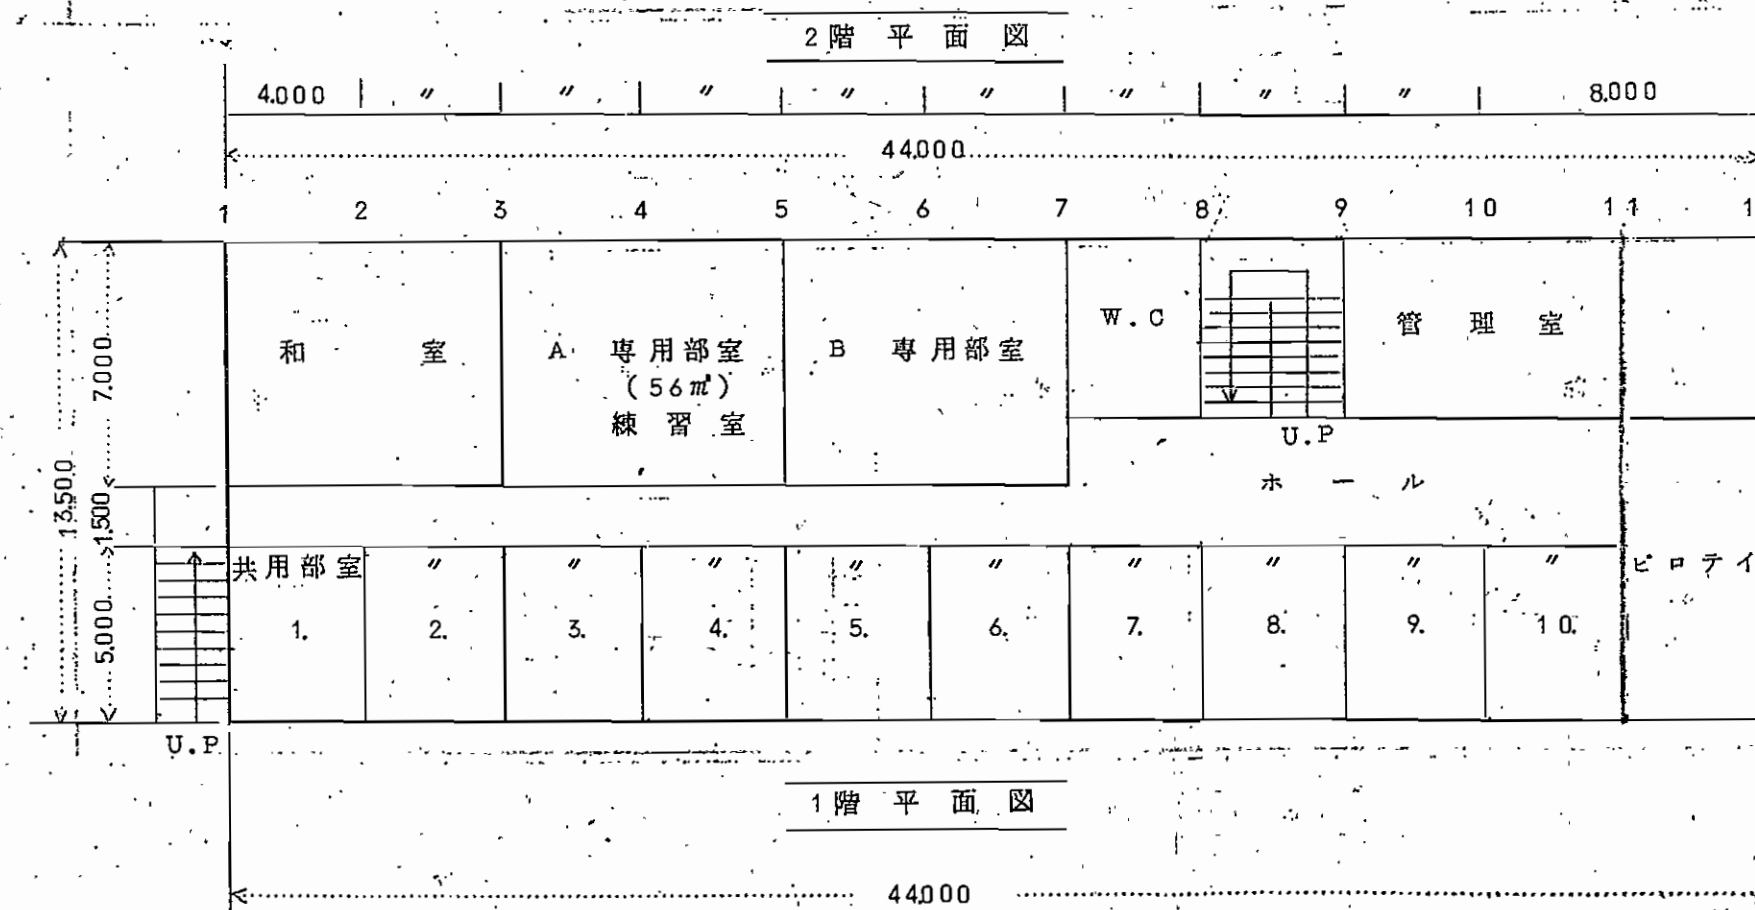 2階 平 面 図
4.000 〃 〃 〃 〃 〃 〃 〃 〃 8.000
44.000
1 2 3 4 5 6 7 8 9 10 11 1
和 室
A 専用部室
(56㎡)
練 習 室
B 専用部室
W.C
管 理 室
U.P
ホ ー ル
7.000
1.500
13.500
5.000
共用部室 〃 〃 〃 〃 〃 〃 〃 〃 〃 ピロテイ
1. 2. 3. 4. 5. 6. 7. 8. 9. 10.
U.P
1階 平 面 図
44.000